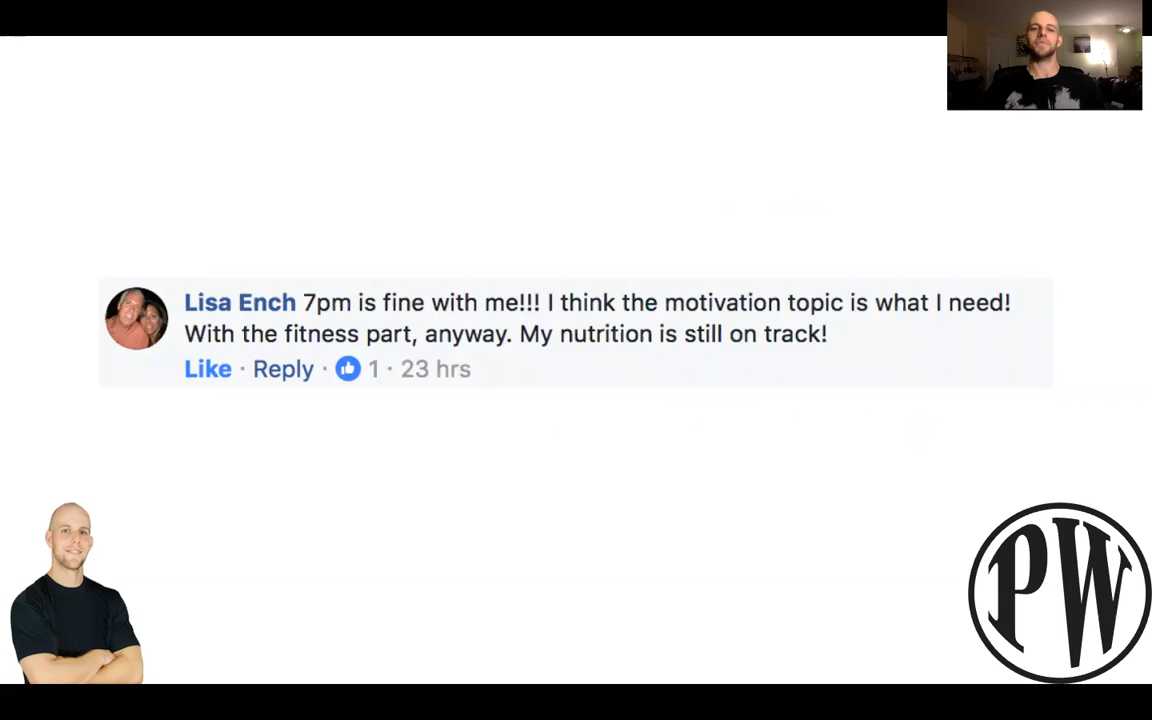 Lisa Ench 7pm is fine with me!!! I think the motivation topic is what I need!
With the fitness part, anyway. My nutrition is still on track!
Like · Reply · 1 · 23 hrs
PW